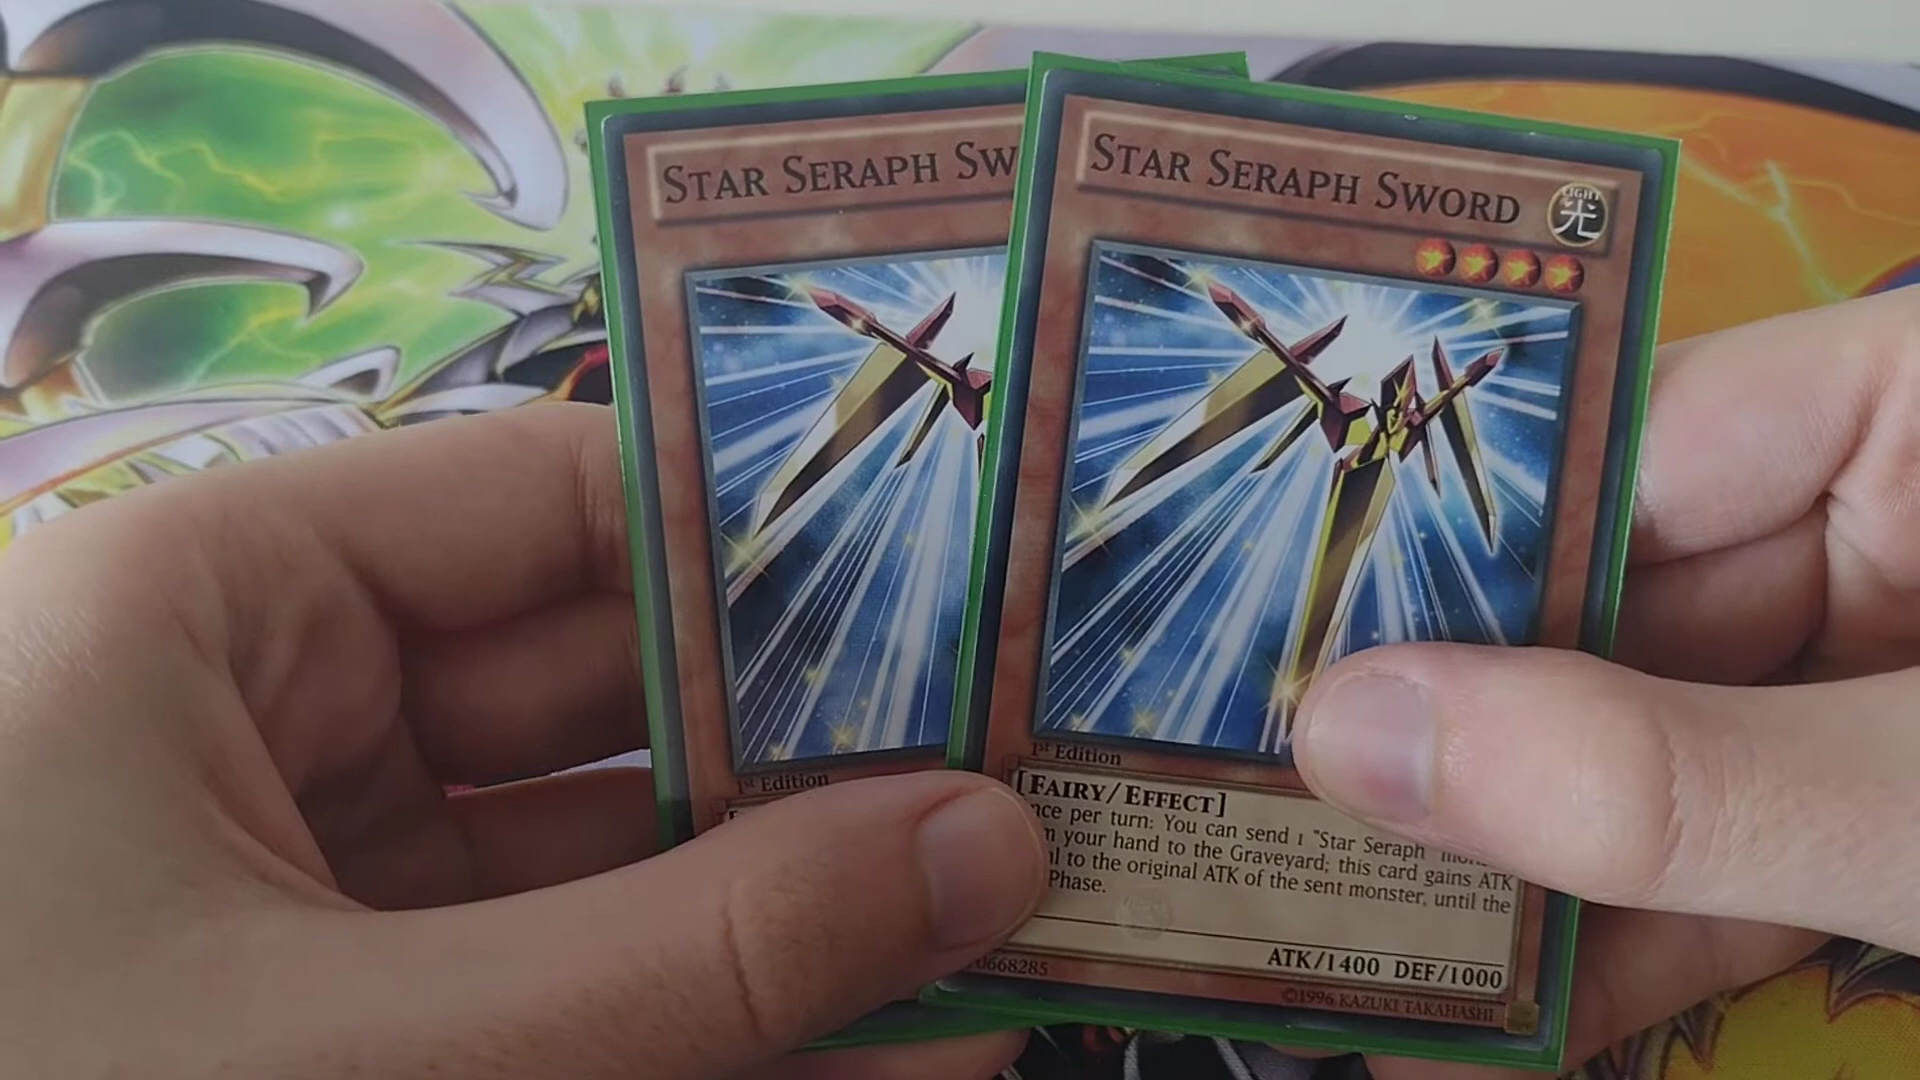 STAR SERAPH SW
1st Edition
STAR SERAPH SWORD
LIGHT
光
1st Edition
[FAIRY/EFFECT]
nce per turn: You can send 1 "Star Seraph"
m your hand to the Graveyard; this card gains ATK
l to the original ATK of the sent monster, until the
Phase.
ATK/1400 DEF/1000
0668285
©1996 KAZUKI TAKAHASHI